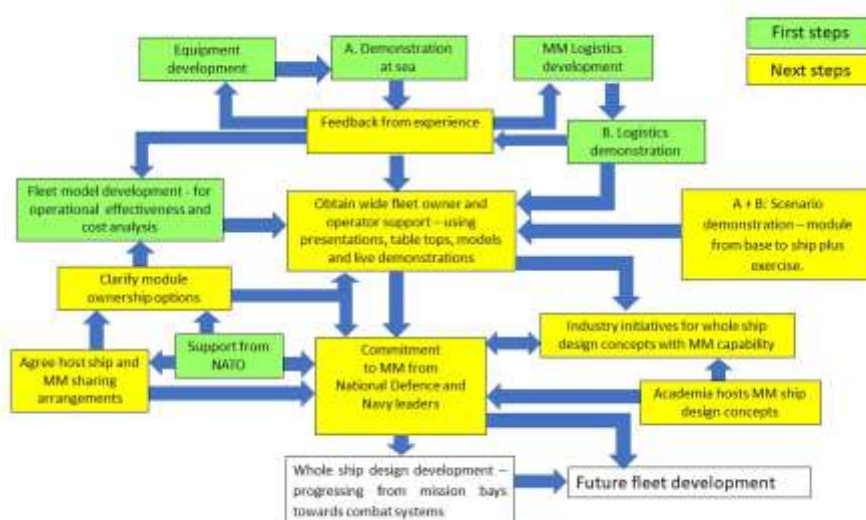 Equipment
development
A. Demonstration
at sea
MM Logistics
development
First steps
Next steps
Feedback from experience
B. Logistics
demonstration
Fleet model development - for
operational effectiveness and
cost analysis
Obtain wide fleet owner and
operator support – using
presentations, table tops, models
and live demonstrations
A + B: Scenario
demonstration – module
from base to ship plus
exercise.
Clarify module
ownership options
Support from
NATO
Industry initiatives for whole ship
design concepts with MM capability
Agree host ship and
MM sharing
arrangements
Commitment
to MM from
National Defence and
Navy leaders
Academia hosts MM ship
design concepts
Whole ship design development –
progressing from mission bays
towards combat systems
Future fleet development